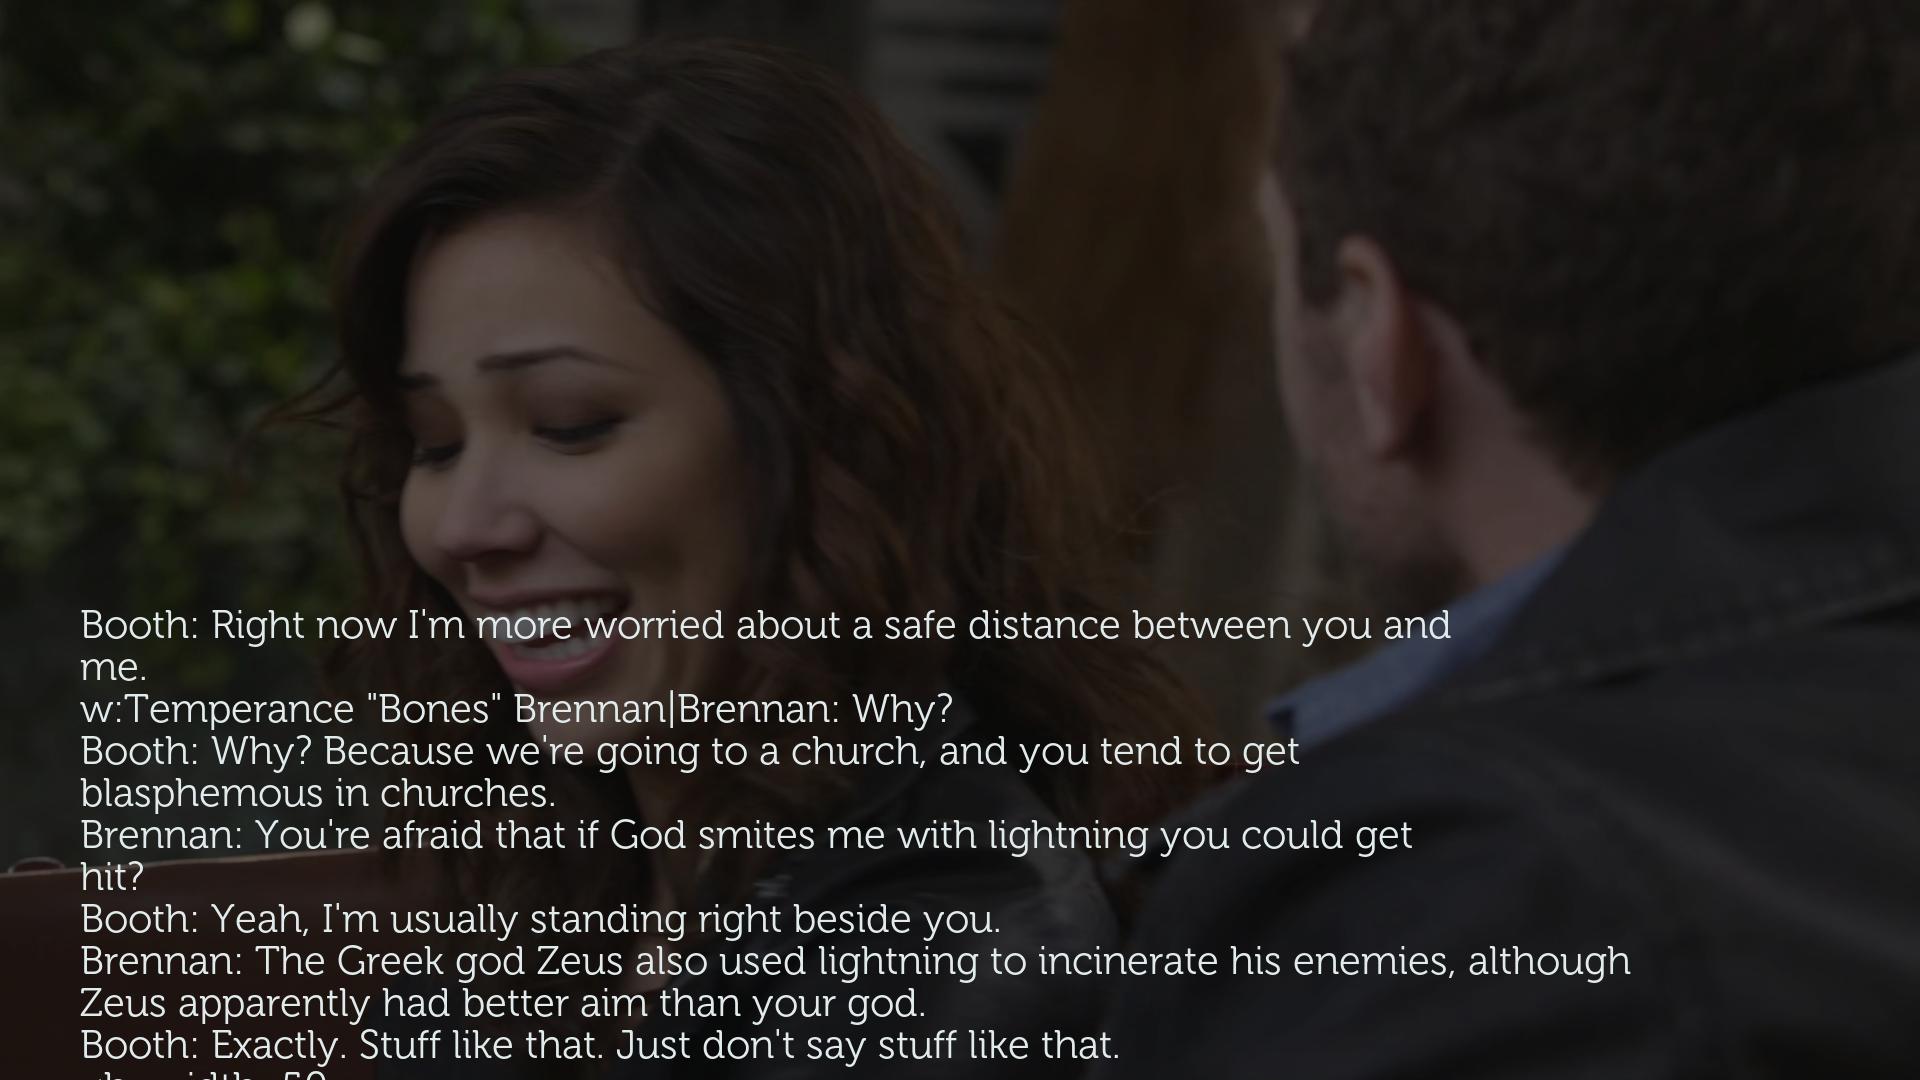 Booth: Right now I'm more worried about a safe distance between you and
me.
w:Temperance "Bones" Brennan|Brennan: Why?
Booth: Why? Because we're going to a church, and you tend to get
blasphemous in churches.
Brennan: You're afraid that if God smites me with lightning you could get
hit?
Booth: Yeah, I'm usually standing right beside you.
Brennan: The Greek god Zeus also used lightning to incinerate his enemies, although
Zeus apparently had better aim than your god.
Booth: Exactly. Stuff like that. Just don't say stuff like that.